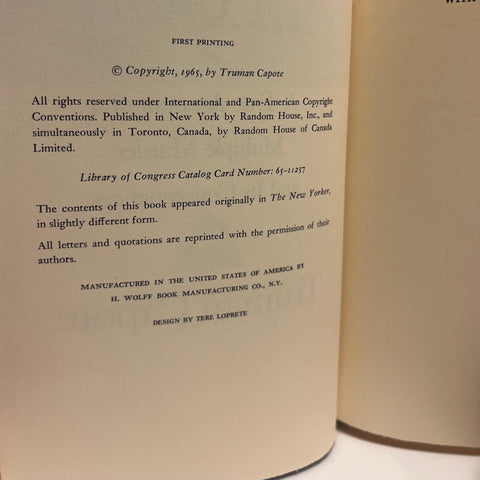 FIRST PRINTING
© Copyright, 1965, by Truman Capote
All rights reserved under International and Pan-American Copyright
Conventions. Published in New York by Random House, Inc., and
simultaneously in Toronto, Canada, by Random House of Canada
Limited.
Library of Congress Catalog Card Number: 65-11257
The contents of this book appeared originally in The New Yorker,
in slightly different form.
All letters and quotations are reprinted with the permission of their
authors.
MANUFACTURED IN THE UNITED STATES OF AMERICA BY
H. WOLFF BOOK MANUFACTURING CO., N.Y.
DESIGN BY TERE LOPRETE